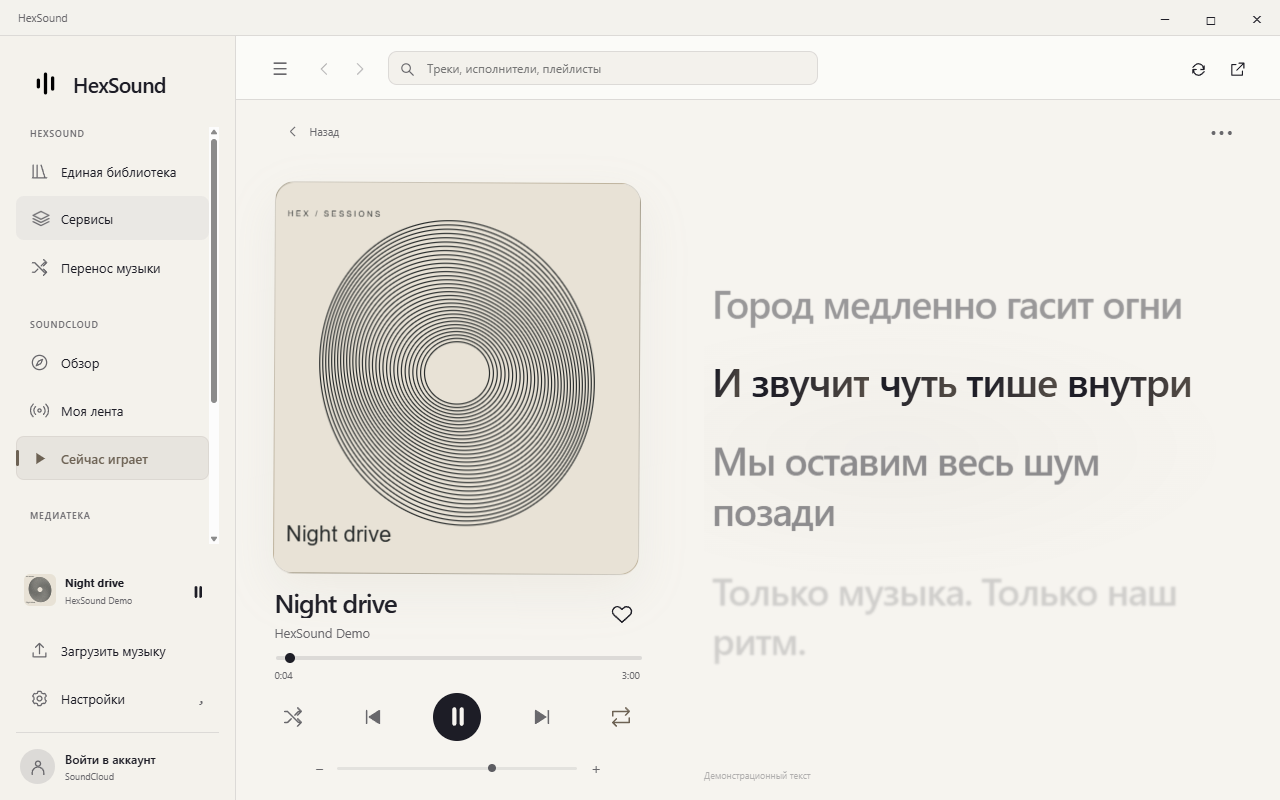 HexSound
HexSound
Треки, исполнители, плейлисты
HEXSOUND
Единая библиотека
Сервисы
Перенос музыки
SOUNDCLOUD
Обзор
Моя лента
Сейчас играет
МЕДИАТЕКА
Night drive
HexSound Demo
Загрузить музыку
Настройки
Войти в аккаунт
SoundCloud
Назад
HEX / SESSIONS
Night drive
Night drive
HexSound Demo
0:04
3:00
Город медленно гасит огни
И звучит чуть тише внутри
Мы оставим весь шум
позади
Только музыка. Только наш
ритм.
Демонстрационный текст